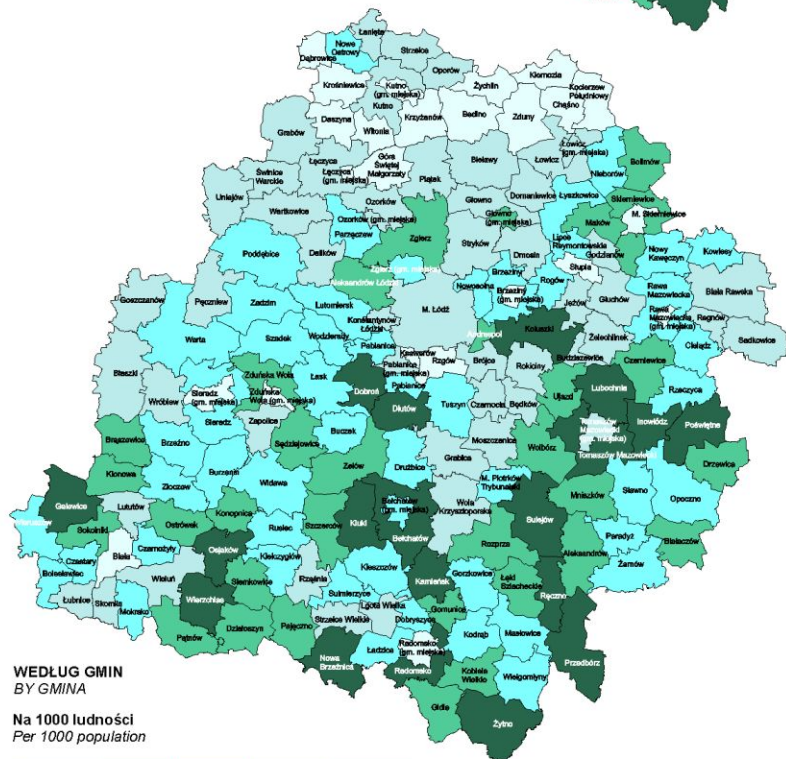 Łanięta
Nowe
Ostrowy
Strzelce
Dąbrowice
Oporów
Krośniewice
Kutno
(gm. miejska)
Kutno
Żychlin
Kiernozia
Kocierzew
Południowy
Chąśno
Daszyna
Witonia
Krzyżanów
Bedlno
Zduny
Grabów
Góra
Świętej
Małgorzaty
Łęczyca
Łęczyca
(gm. miejska)
Świnice
Warckie
Piątek
Bielawy
Łowicz
Łowicz
(gm. miejska)
Nieborów
Bolimów
Uniejów
Wartkowice
Ozorków
Ozorków (gm. miejska)
Parzęczew
Głowno
Głowno
(gm. miejska)
Domaniewice
Łyszkowice
Skierniewice
M. Skierniewice
Maków
Zgierz
Stryków
Dmosin
Lipce
Reymontowskie
Godzianów
Słupia
Nowy
Kawęczyn
Kowiesy
Poddębice
Dalików
Zgierz (gm. miejska)
Aleksandrów Łódzki
Brzeziny
Nowosolna
Brzeziny
(gm. miejska)
Rogów
Jeżów
Głuchów
Rawa
Mazowiecka
Rawa
Mazowiecka
(gm. miejska)
Biała Rawska
Regnów
Sadkowice
Cielądz
Goszczanów
Pęczniew
Zadzim
Lutomiersk
Konstantynów
Łódzki
M. Łódź
Andrespol
Koluszki
Żelechlinek
Warta
Szadek
Wodzierady
Pabianice
Ksawerów
Pabianice
(gm. miejska)
Pabianice
Rzgów
Brójce
Rokiciny
Budziszewice
Czerniewice
Rzeczyca
Błaszki
Wróblew
Sieradz
(gm. miejska)
Sieradz
Zduńska Wola
Zduńska
Wola (gm. miejska)
Zapolice
Łask
Dobroń
Dłutów
Tuszyn
Czarnocin
Będków
Ujazd
Lubochnia
Inowłódz
Poświętne
Tomaszów
Mazowiecki
(gm. miejska)
Tomaszów Mazowiecki
Brąszewice
Brzeźno
Sędziejowice
Buczek
Moszczenica
Wolbórz
Drzewica
Klonowa
Złoczew
Burzenin
Widawa
Zelów
Drużbice
Grabica
M. Piotrków
Trybunalski
Mniszków
Sławno
Opoczno
Galewice
Wieruszów
Sokolniki
Lututów
Ostrówek
Konopnica
Rusiec
Szczerców
Kluki
Bełchatów
(gm. miejska)
Bełchatów
Wola
Krzysztoporska
Sulejów
Paradyż
Białaczów
Czastary
Bolesławiec
Biała
Czarnożyły
Osjaków
Kiełczygłów
Rozprza
Aleksandrów
Żarnów
Łubnice
Skomlin
Wieluń
Mokrsko
Wierzchlas
Siemkowice
Rząśnia
Kleszczów
Kamieńsk
Gorzkowice
Łęki
Szlacheckie
Ręczno
Sulmierzyce
Lgota Wielka
Dobryszyce
Gomunice
Pątnów
Działoszyn
Pajęczno
Strzelce Wielkie
Nowa
Brzeźnica
Ładzice
Radomsko
(gm. miejska)
Radomsko
Kodrąb
Masłowice
Przedbórz
Kobiele
Wielkie
Wielgomłyny
Gidle
Żytno
WEDŁUG GMIN
BY GMINA
Na 1000 ludności
Per 1000 population